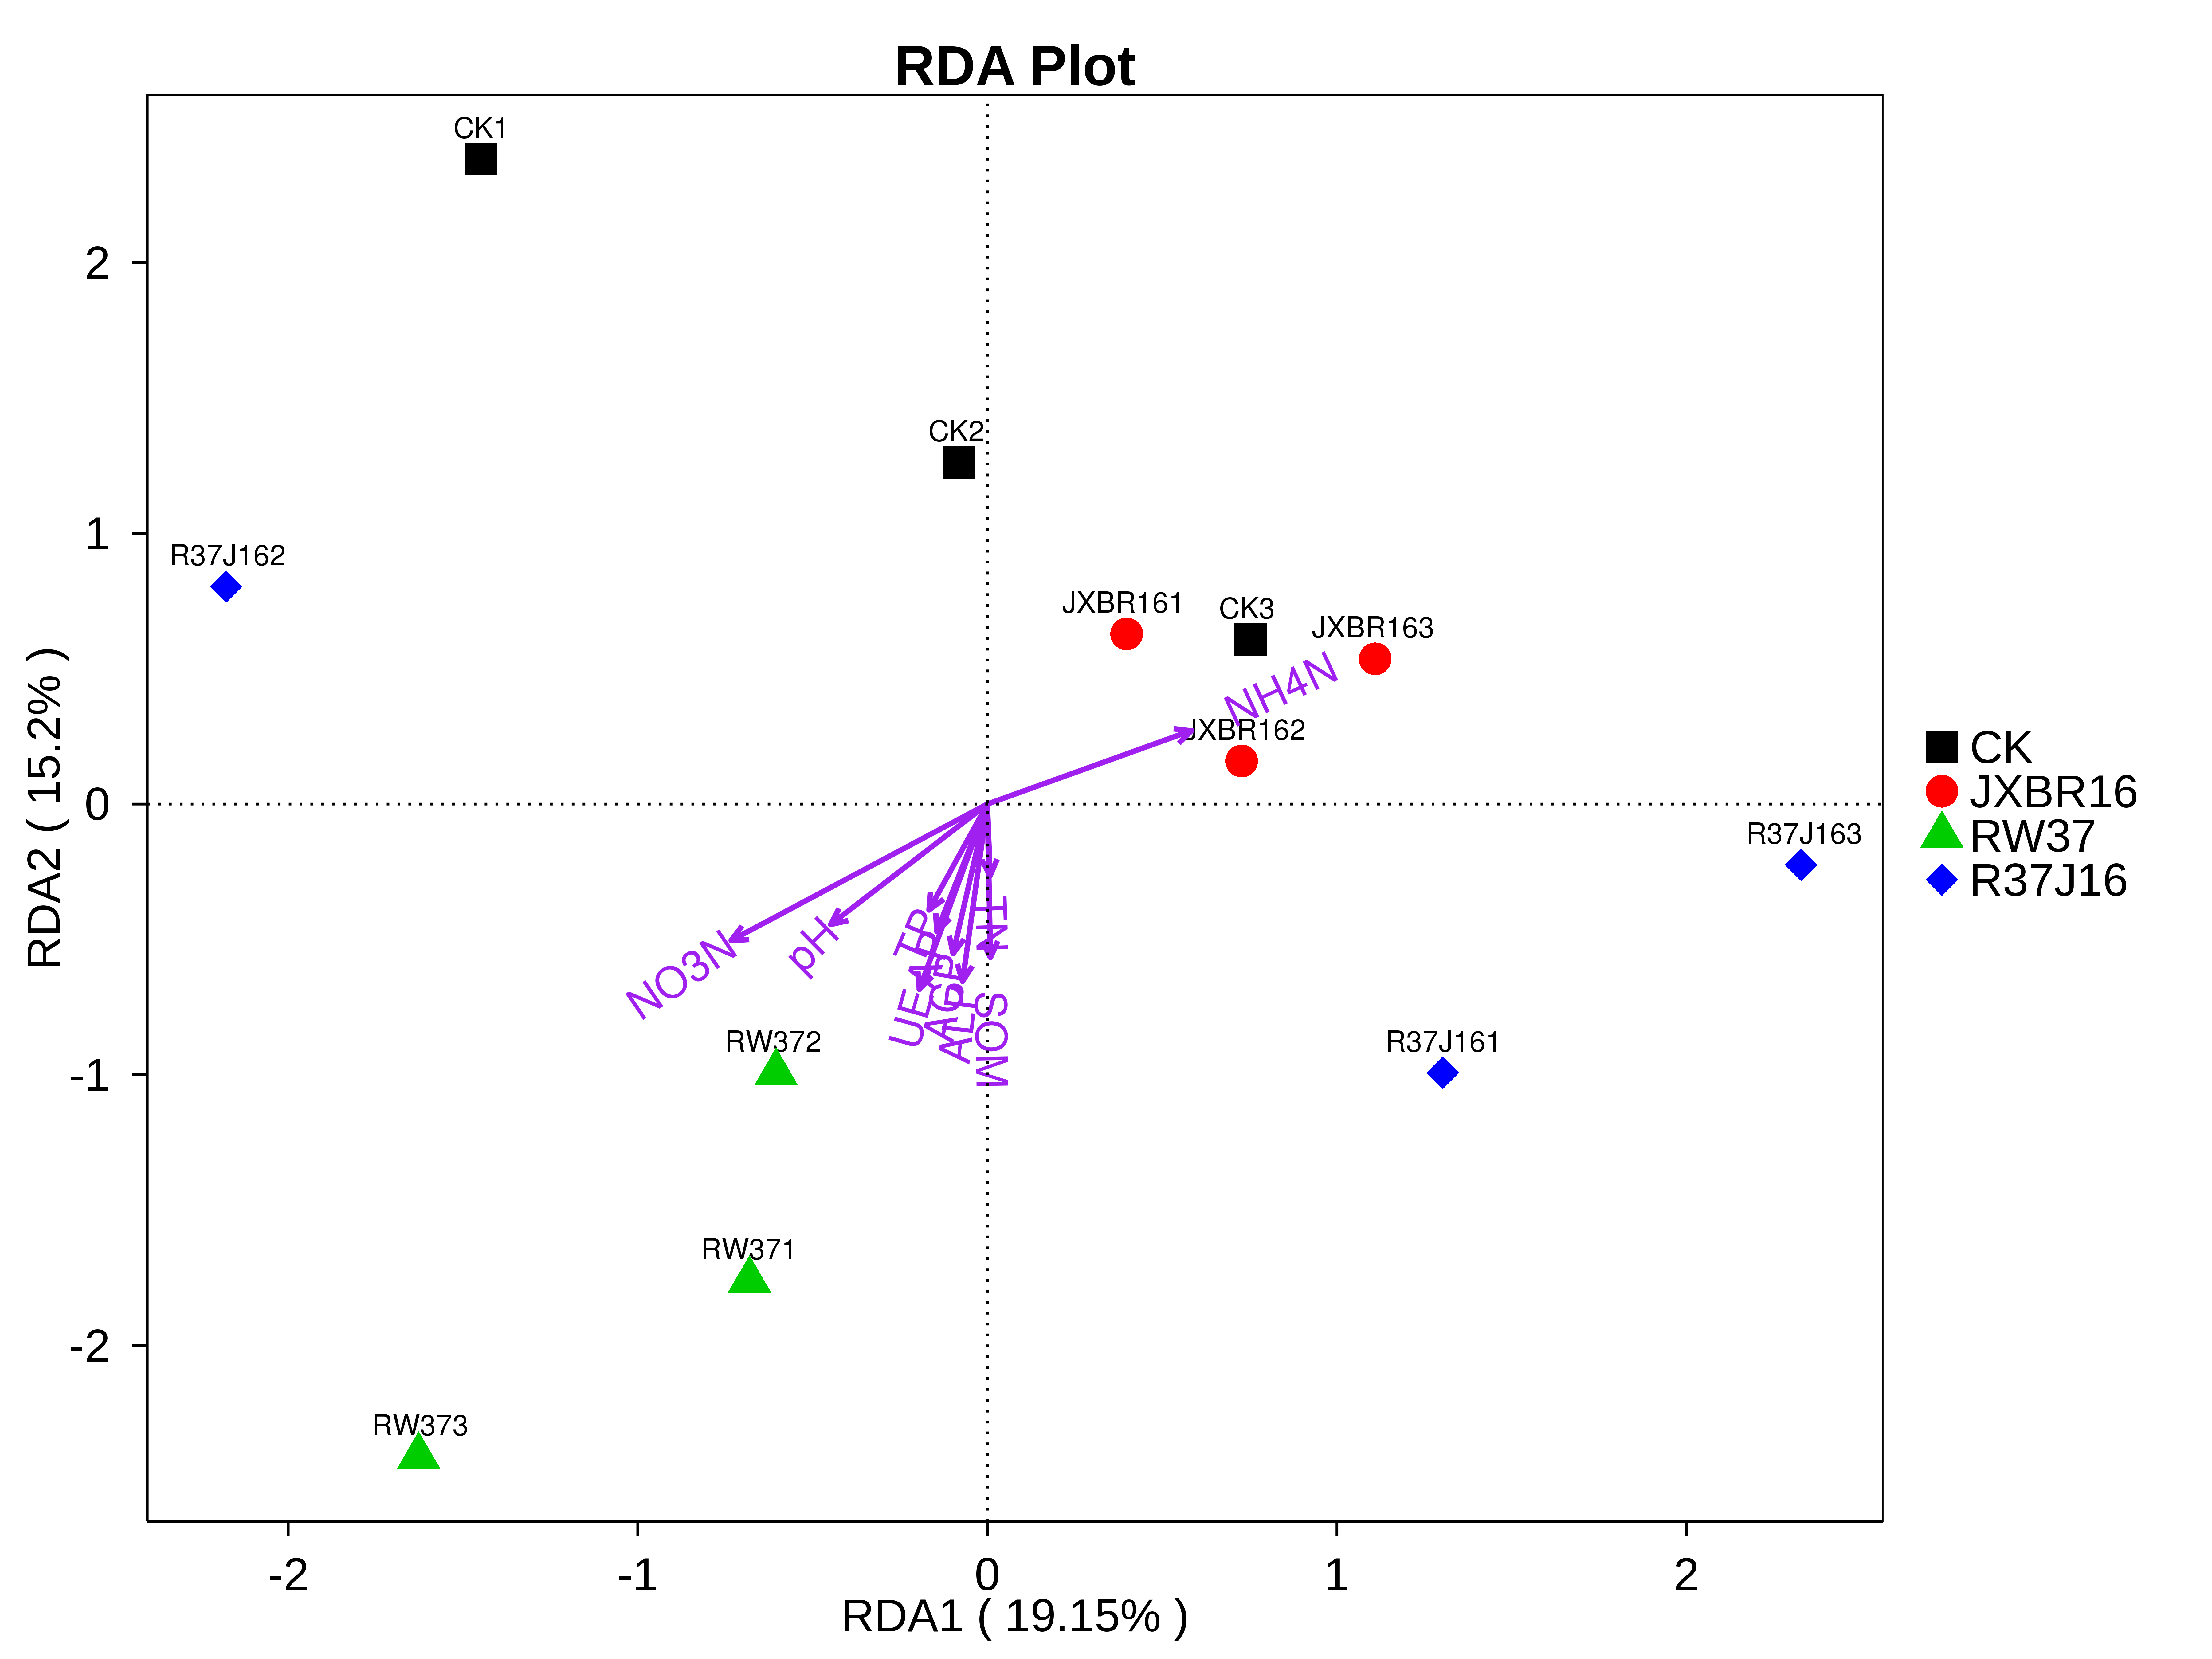 RDA Plot
CK1
2
CK2
1
R37J162
JXBR161
CK3
JXBR163
NH4N
JXBR162
CK
0
JXBR16
R37J163
RW37
R37J16
RDA2 ( 15.2% )
TP
TN
pH
NO3N
UE
SOM
RW372
R37J161
-1
RW371
-2
RW373
-2
-1
0
1
2
RDA1 ( 19.15% )